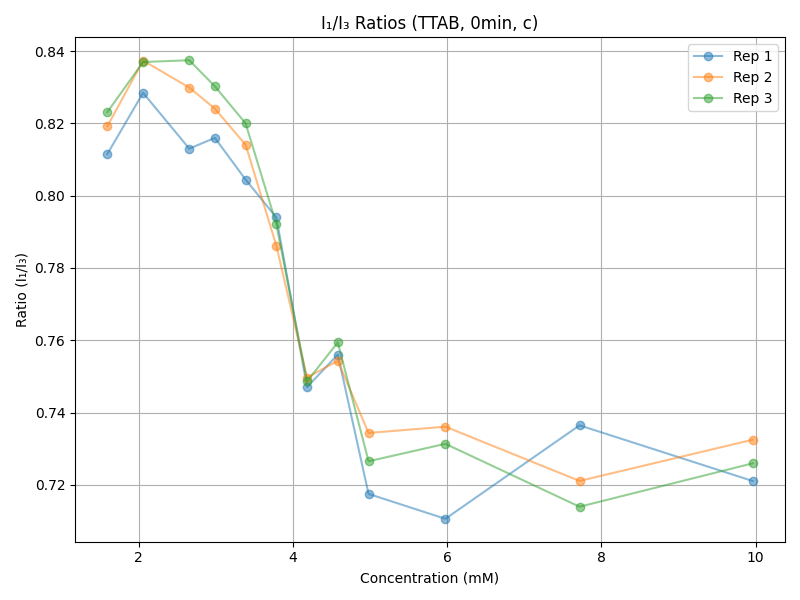 I₁/I₃ Ratios (TTAB, 0min, c)
Rep 1
Rep 2
Rep 3
Ratio (I₁/I₃)
0.84
0.82
0.80
0.78
0.76
0.74
0.72
2 4 6 8 10
Concentration (mM)